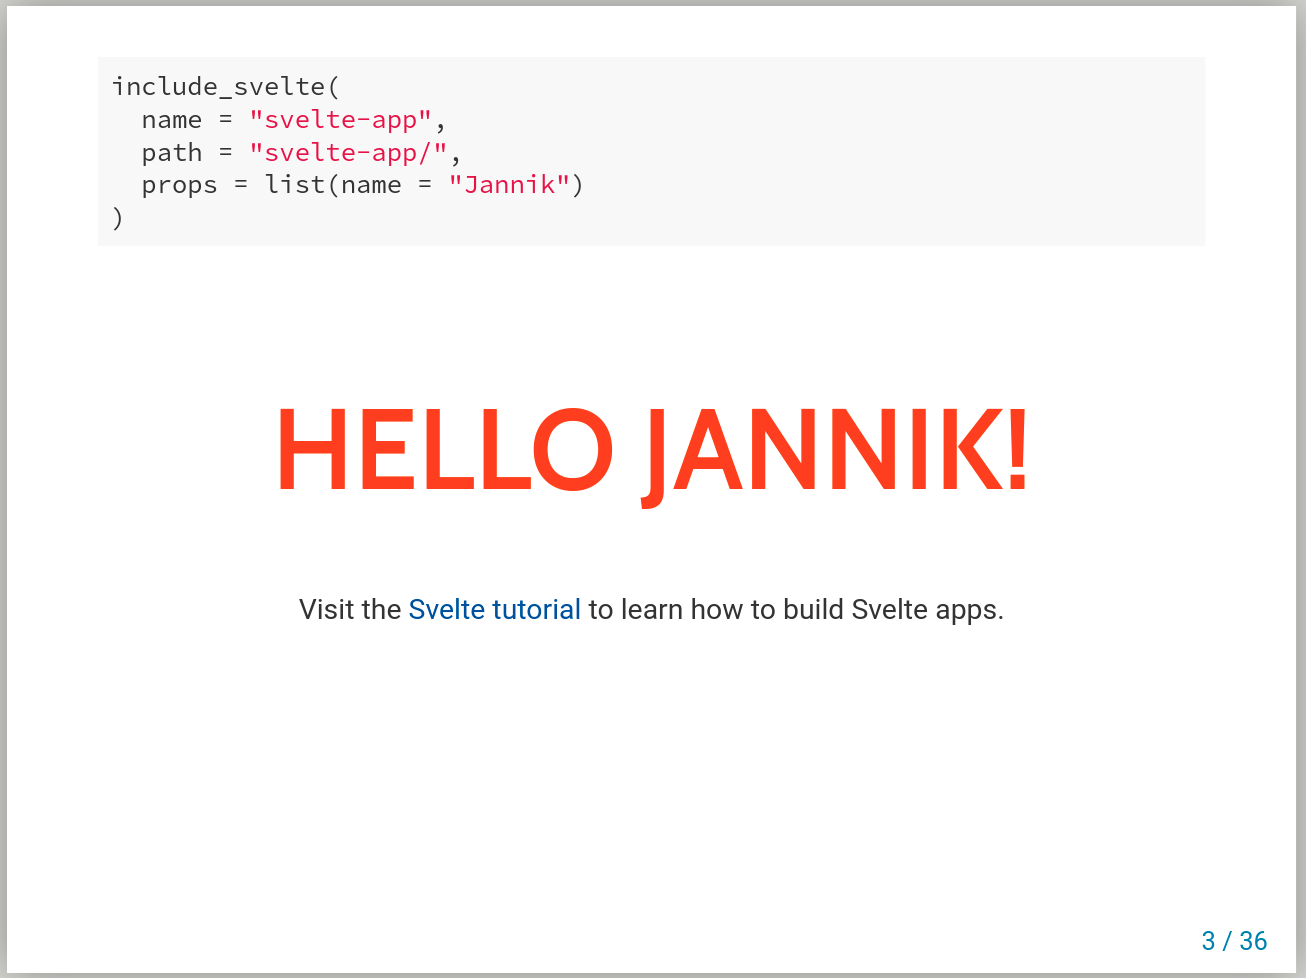 include_svelte(
  name = "svelte-app",
  path = "svelte-app/",
  props = list(name = "Jannik")
)
HELLO JANNIK!
Visit the Svelte tutorial to learn how to build Svelte apps.
3 / 36